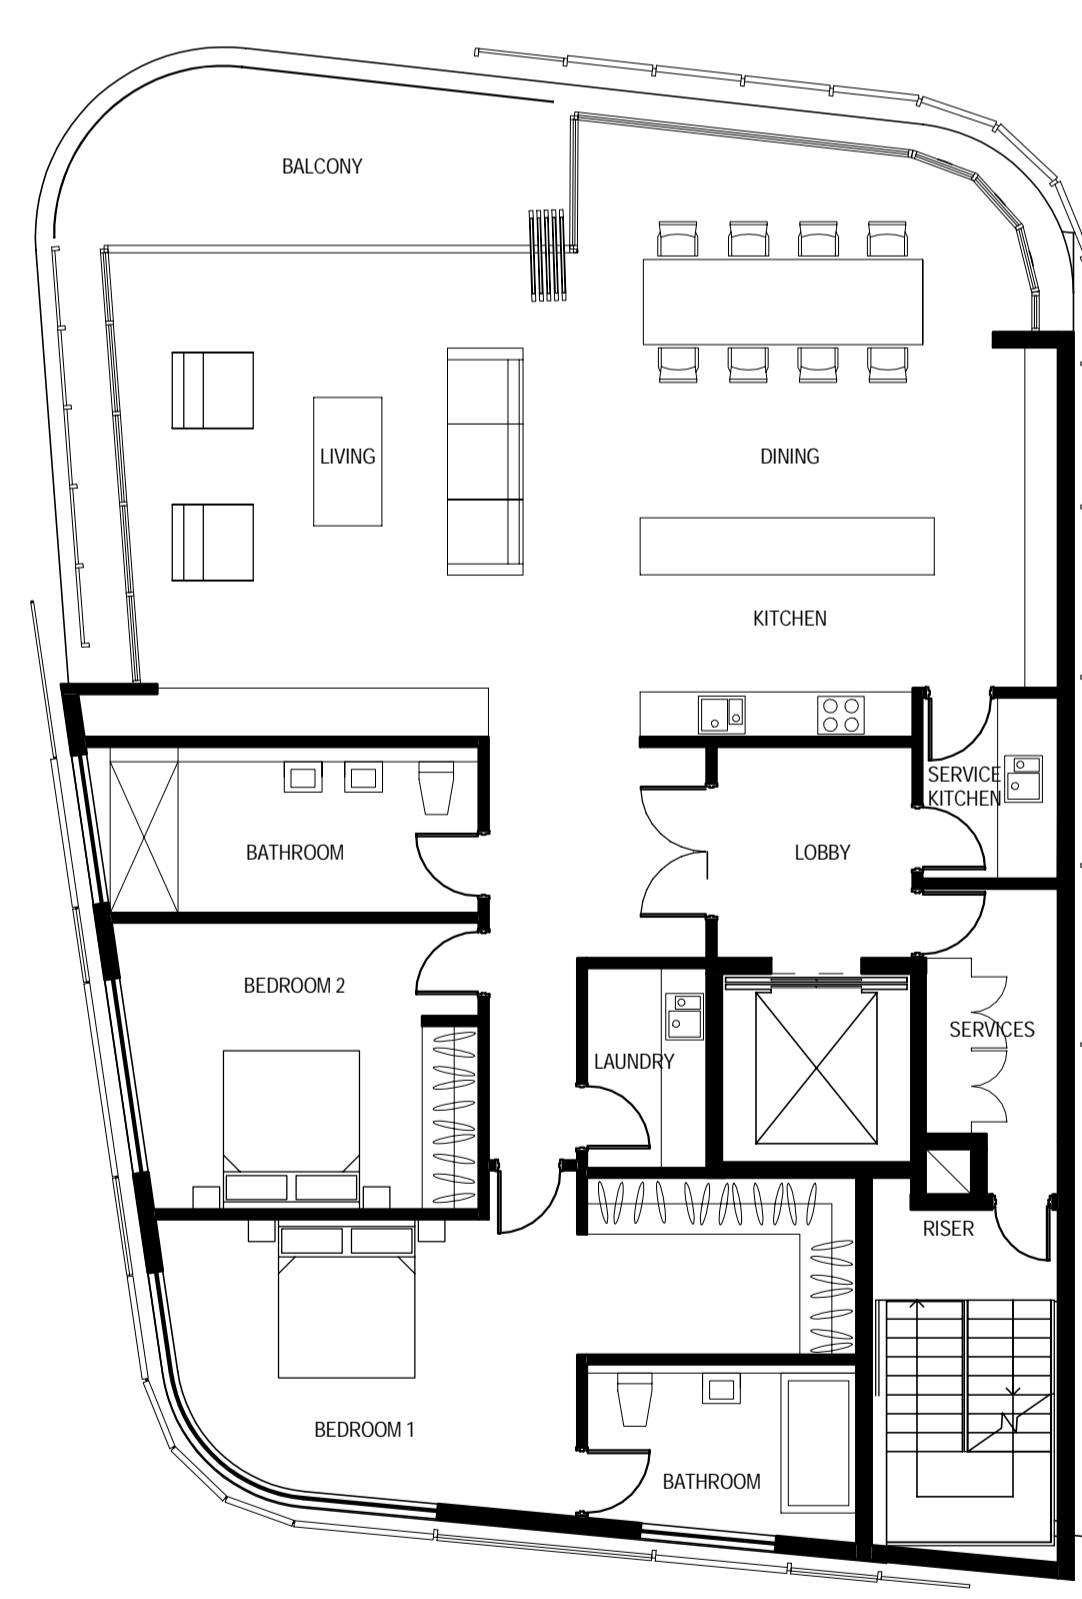 BALCONY
LIVING
DINING
KITCHEN
SERVICE
KITCHEN
BATHROOM
LOBBY
BEDROOM 2
LAUNDRY
SERVICES
RISER
BEDROOM 1
BATHROOM